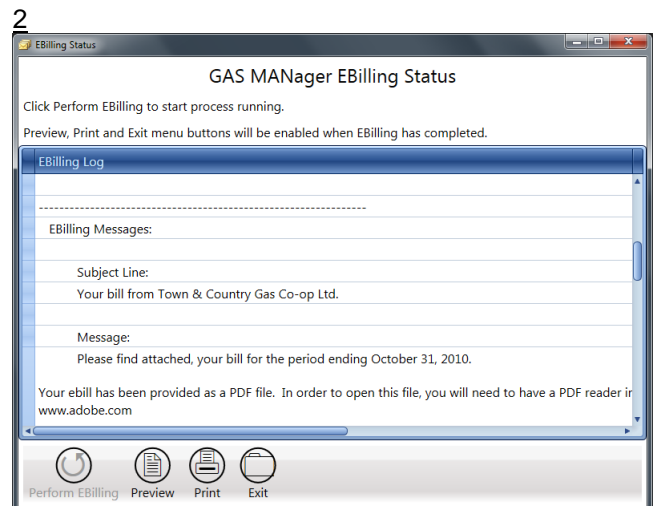 2
EBilling Status
GAS MANager EBilling Status
Click Perform EBilling to start process running.
Preview, Print and Exit menu buttons will be enabled when EBilling has completed.
EBilling Log
----------------------------------------------------------------
EBilling Messages:
Subject Line:
Your bill from Town & Country Gas Co-op Ltd.
Message:
Please find attached, your bill for the period ending October 31, 2010.
Your ebill has been provided as a PDF file.  In order to open this file, you will need to have a PDF reader
www.adobe.com
Perform EBilling Preview Print Exit